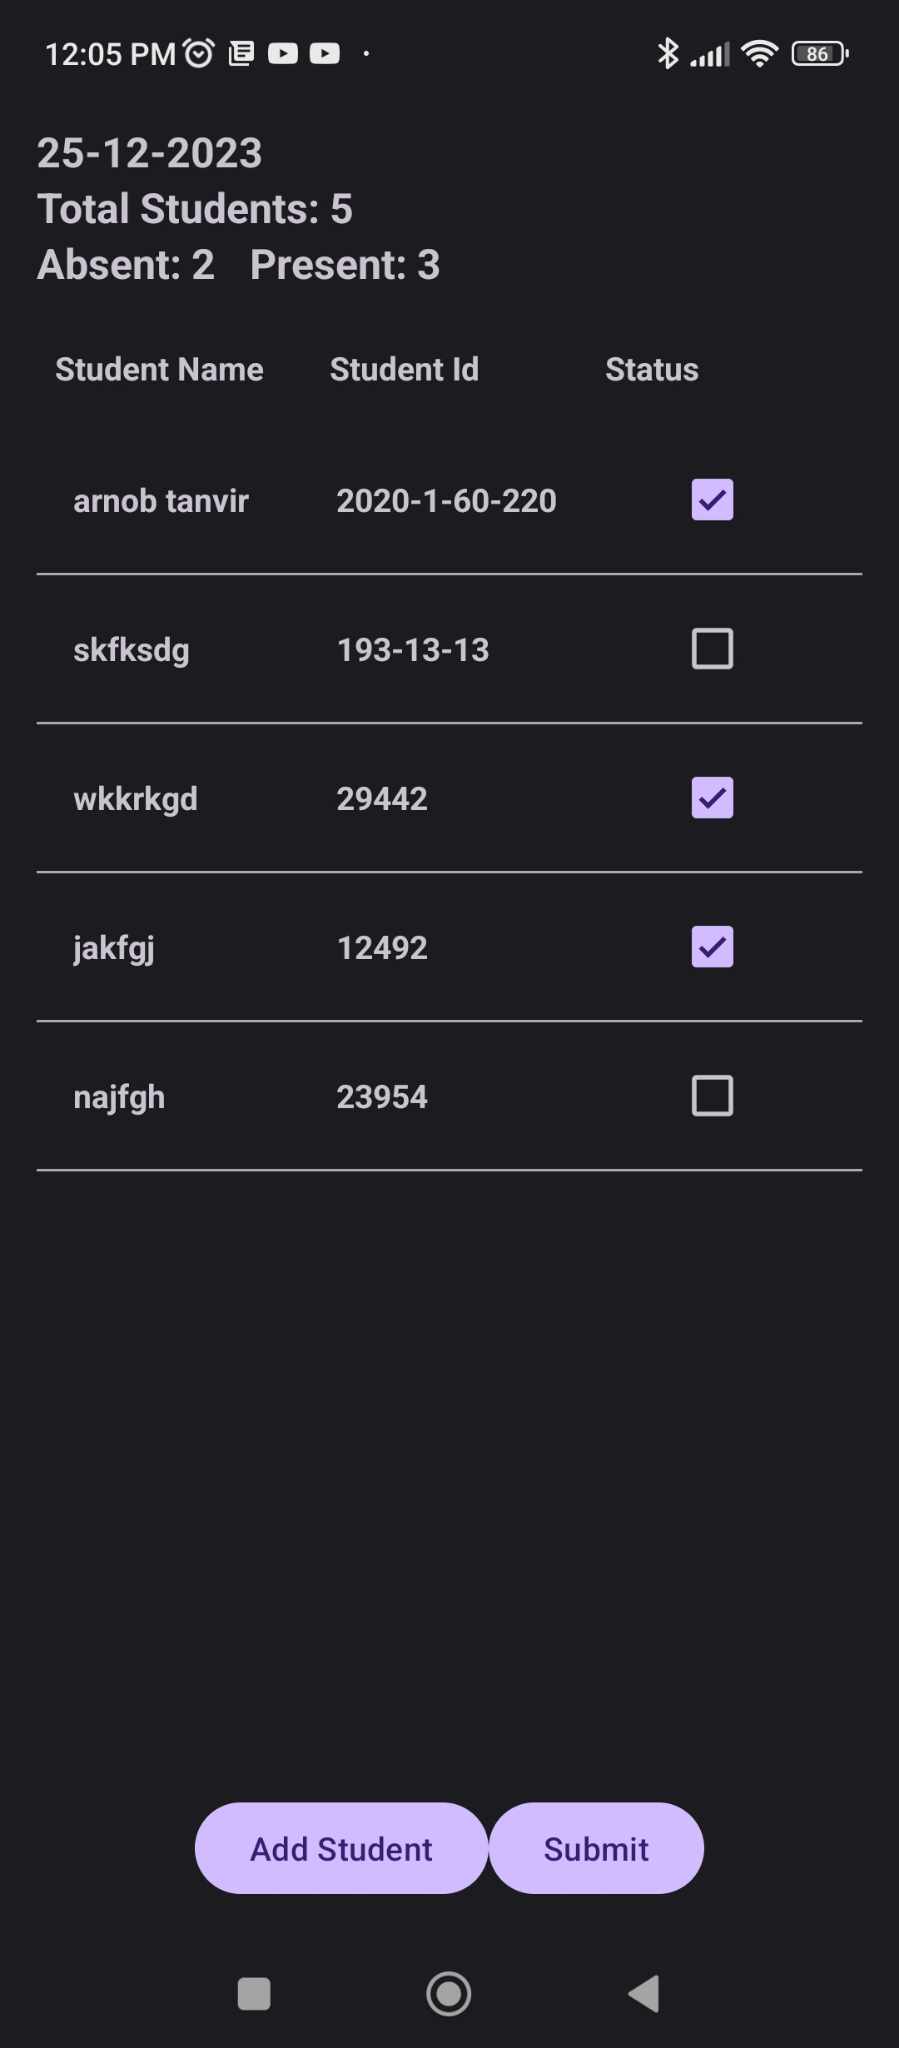 12:05 PM 86
25-12-2023
Total Students: 5
Absent: 2 Present: 3
Student Name Student Id Status
arnob tanvir 2020-1-60-220
skfksdg 193-13-13
wkkrkgd 29442
jakfgj 12492
najfgh 23954
Add Student Submit